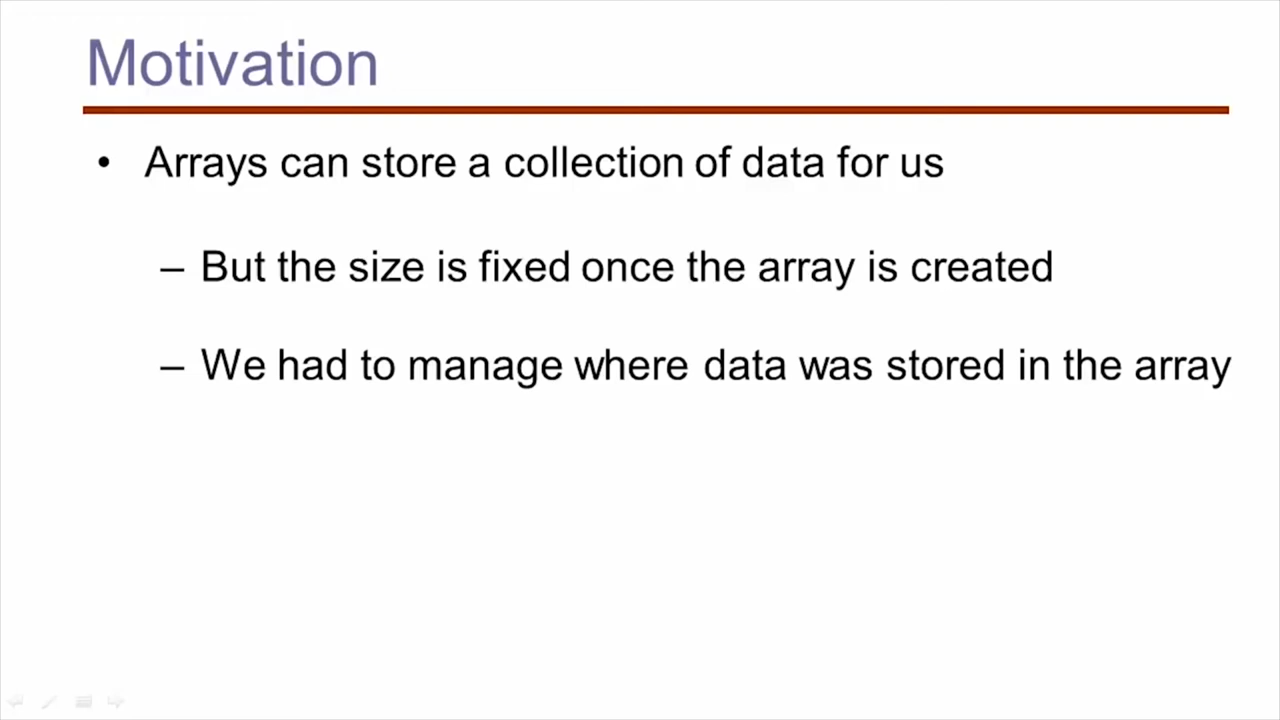 Motivation
• Arrays can store a collection of data for us
– But the size is fixed once the array is created
– We had to manage where data was stored in the array